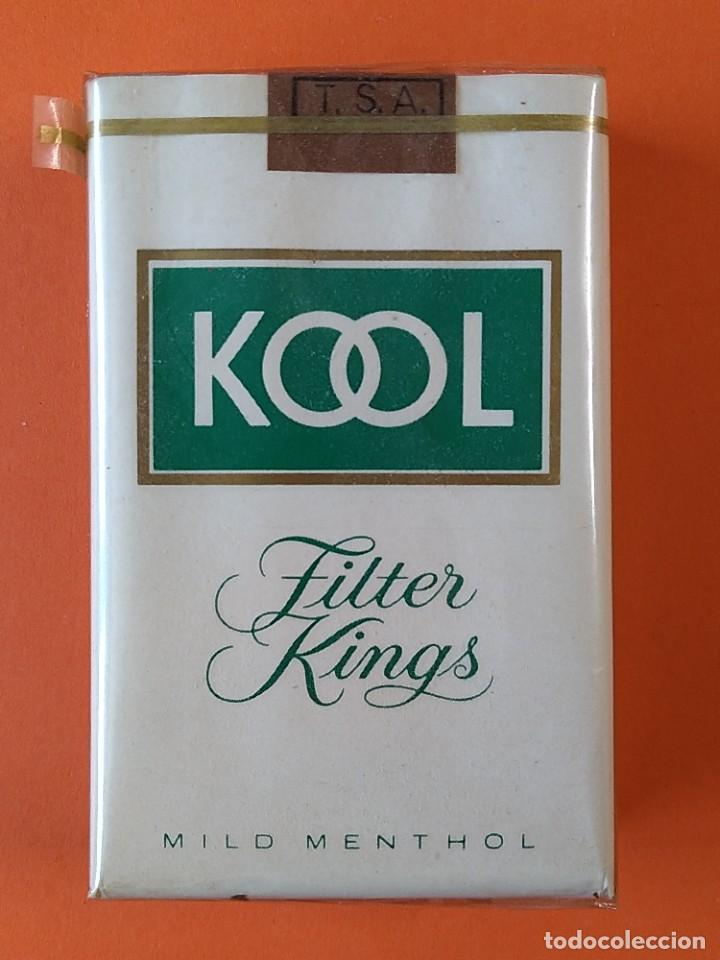 T. S. A.
KOOL
Filter
Kings
MILD MENTHOL
todocoleccion